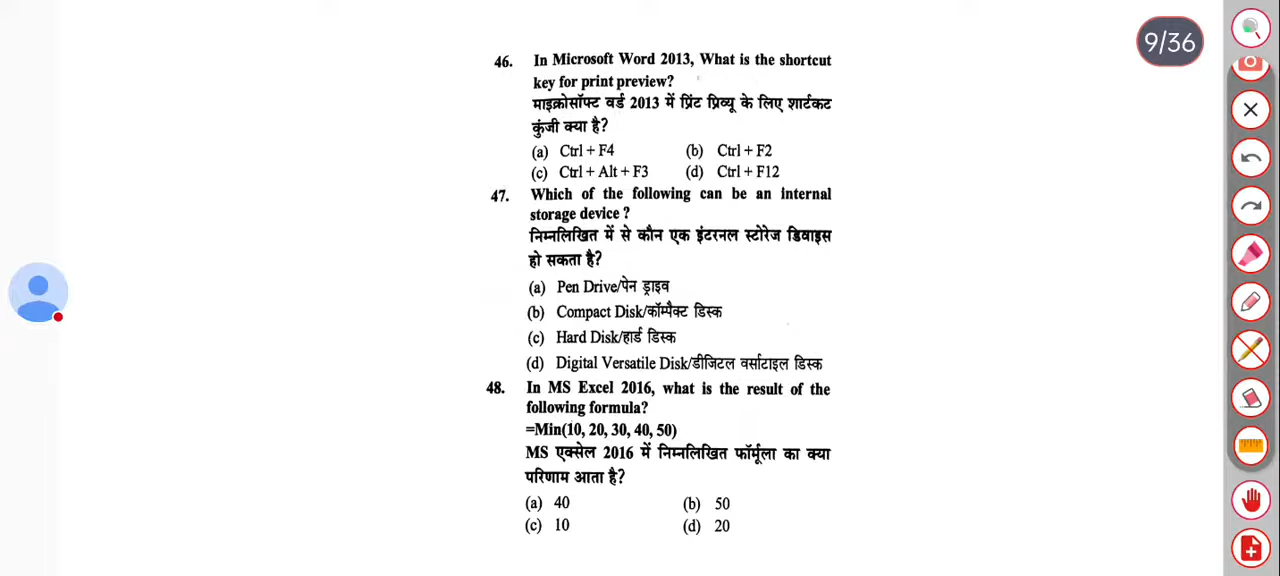 9/36
46. In Microsoft Word 2013, What is the shortcut
key for print preview?
माइक्रोसॉफ्ट वर्ड 2013 में प्रिंट प्रिव्यू के लिए शार्टकट
कुंजी क्या है?
(a) Ctrl + F4 (b) Ctrl + F2
(c) Ctrl + Alt + F3 (d) Ctrl + F12
47. Which of the following can be an internal
storage device ?
निम्नलिखित में से कौन एक इंटरनल स्टोरेज डिवाइस
हो सकता है?
(a) Pen Drive/पेन ड्राइव
(b) Compact Disk/कॉम्पैक्ट डिस्क
(c) Hard Disk/हार्ड डिस्क
(d) Digital Versatile Disk/डीजिटल वर्साटाइल डिस्क
48. In MS Excel 2016, what is the result of the
following formula?
=Min(10, 20, 30, 40, 50)
MS एक्सेल 2016 में निम्नलिखित फॉर्मूला का क्या
परिणाम आता है?
(a) 40 (b) 50
(c) 10 (d) 20